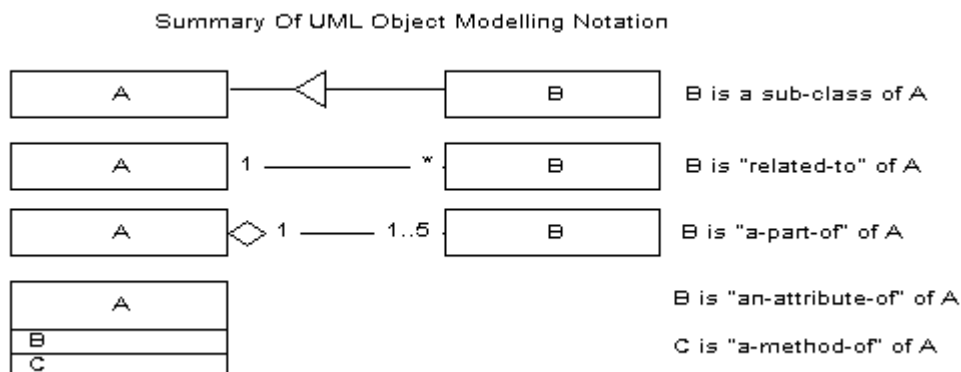 Summary Of UML Object Modelling Notation
A B B is a sub-class of A
A 1 * B B is "related-to" of A
A 1 1..5 B B is "a-part-of" of A
A B is "an-attribute-of" of A
B
C C is "a-method-of" of A